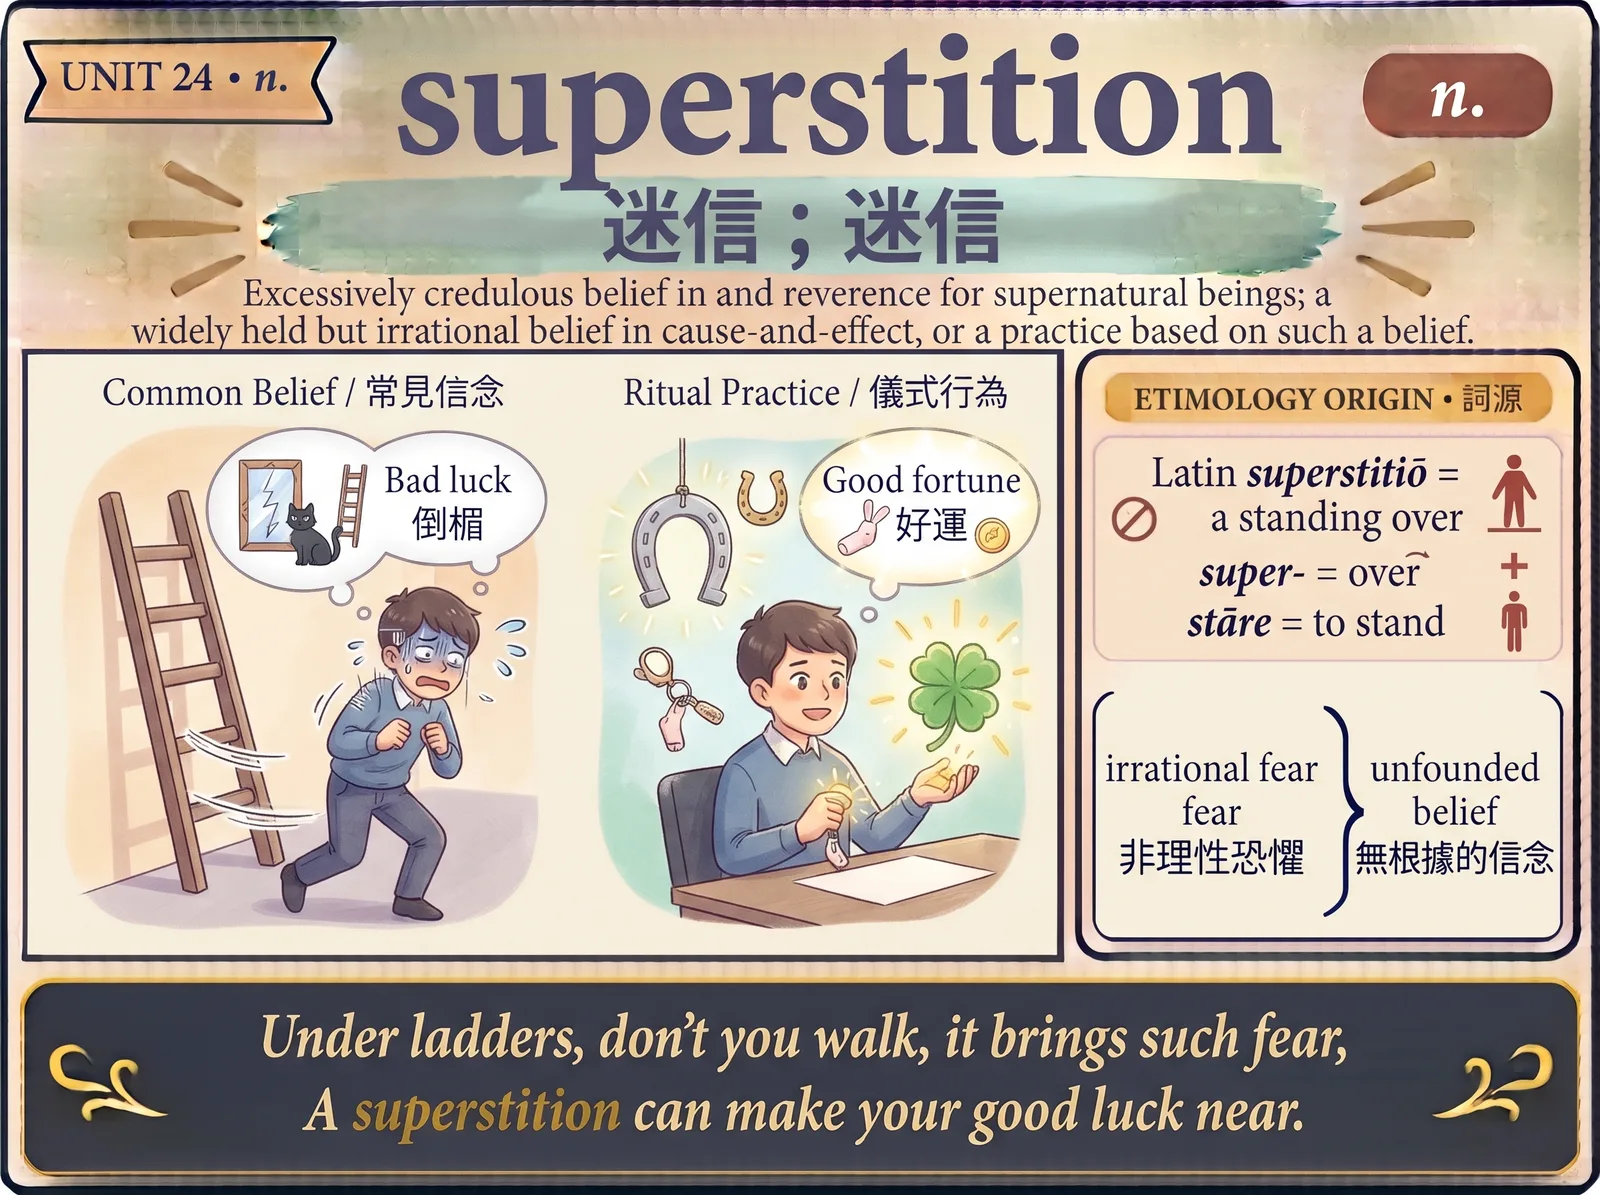 UNIT 24 • n.
superstition
n.
迷信；迷信
Excessively credulous belief in and reverence for supernatural beings; a
widely held but irrational belief in cause-and-effect, or a practice based on such a belief.
Common Belief / 常見信念
Bad luck
倒楣
Ritual Practice / 儀式行為
Good fortune
好運
ETIMOLOGY ORIGIN • 詞源
Latin superstitiō =
a standing over
super- = over
+
stāre = to stand
irrational fear
fear
非理性恐懼
unfounded
belief
無根據的信念
Under ladders, don't you walk, it brings such fear,
A superstition can make your good luck near.